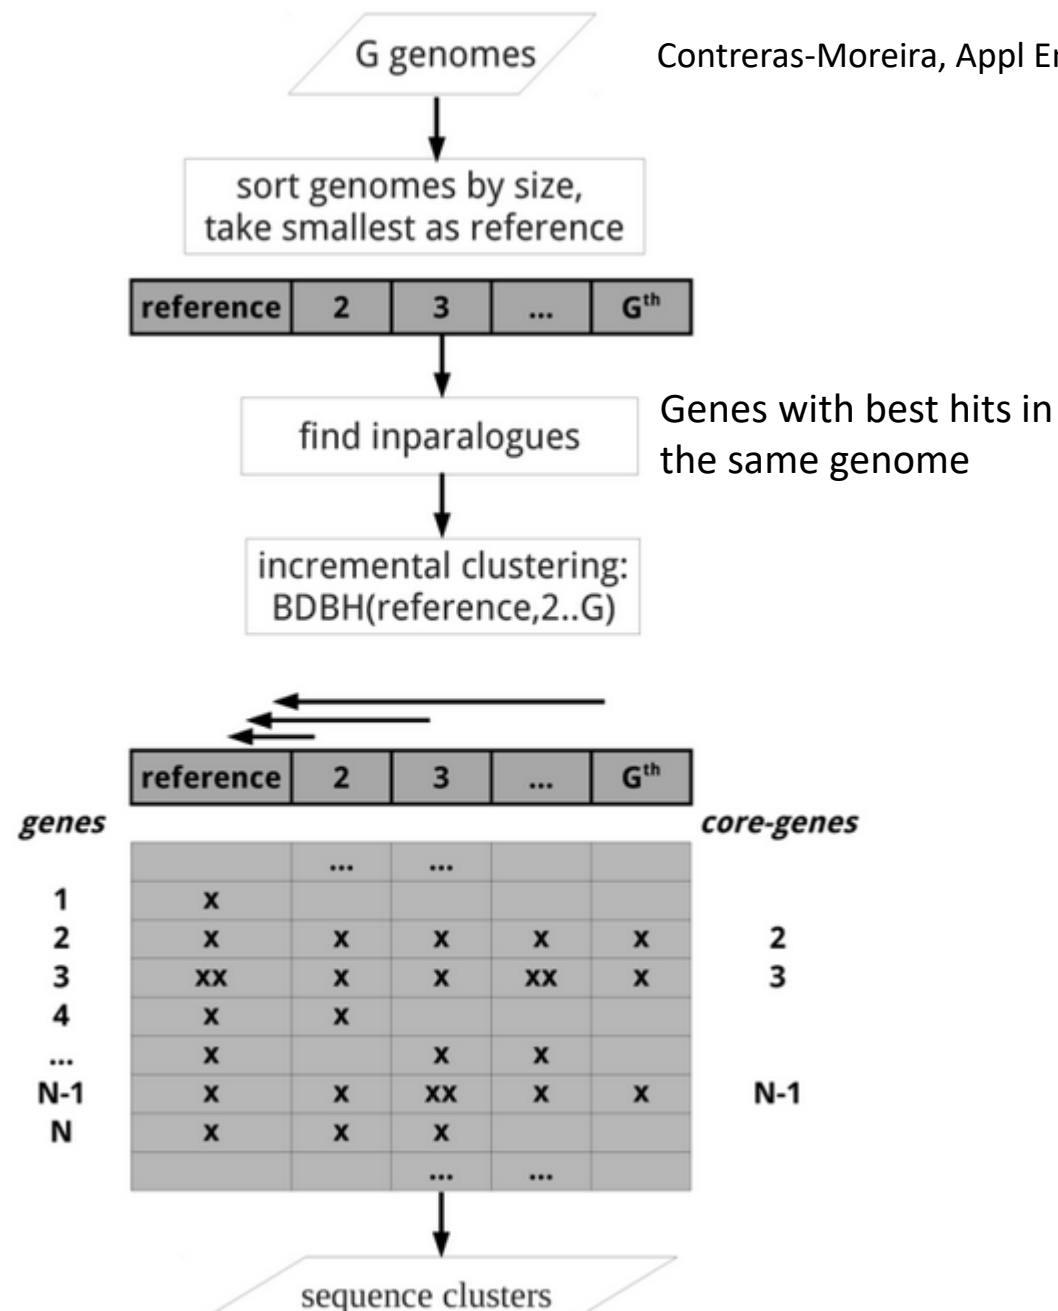 G genomes
Contreras-Moreira, Appl
sort genomes by size,
take smallest as reference
reference 2 3 ... Gth
find inparalogues
Genes with best hits in
the same genome
incremental clustering:
BDBH(reference,2..G)
reference 2 3 ... Gth
genes
core-genes
... ...
1 x
2 x x x x x 2
3 xx x x xx x 3
4 x x
... x x x
N-1 x x xx x x N-1
N x x x
... ...
sequence clusters